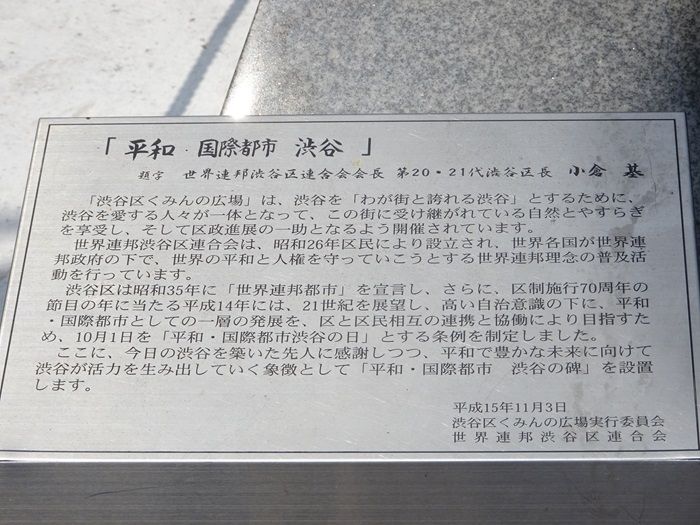 「平和・国際都市 渋谷」
題字 世界連邦渋谷区連合会会長 第20・21代渋谷区長 小倉 基
「渋谷区くみんの広場」は、渋谷を「わが街と誇れる渋谷」とするために、
渋谷を愛する人々が一体となって、この街に受け継がれている自然とやすらぎ
を享受し、そして区政進展の一助となるよう開催されています。
世界連邦渋谷区連合会は、昭和26年区民により設立され、世界各国が世界連
邦政府の下で、世界の平和と人権を守っていこうとする世界連邦理念の普及活
動を行っています。
渋谷区は昭和35年に「世界連邦都市」を宣言し、さらに、区制施行70周年の
節目の年に当たる平成14年には、21世紀を展望し、高い自治意識の下に、平和
・国際都市としての一層の発展を、区と区民相互の連携と協働により目指すた
め、10月1日を「平和・国際都市渋谷の日」とする条例を制定しました。
ここに、今日の渋谷を築いた先人に感謝しつつ、平和で豊かな未来に向けて
渋谷が活力を生み出していく象徴として「平和・国際都市 渋谷の碑」を設置
します。
平成15年11月3日
渋谷区くみんの広場実行委員会
世界連邦渋谷区連合会